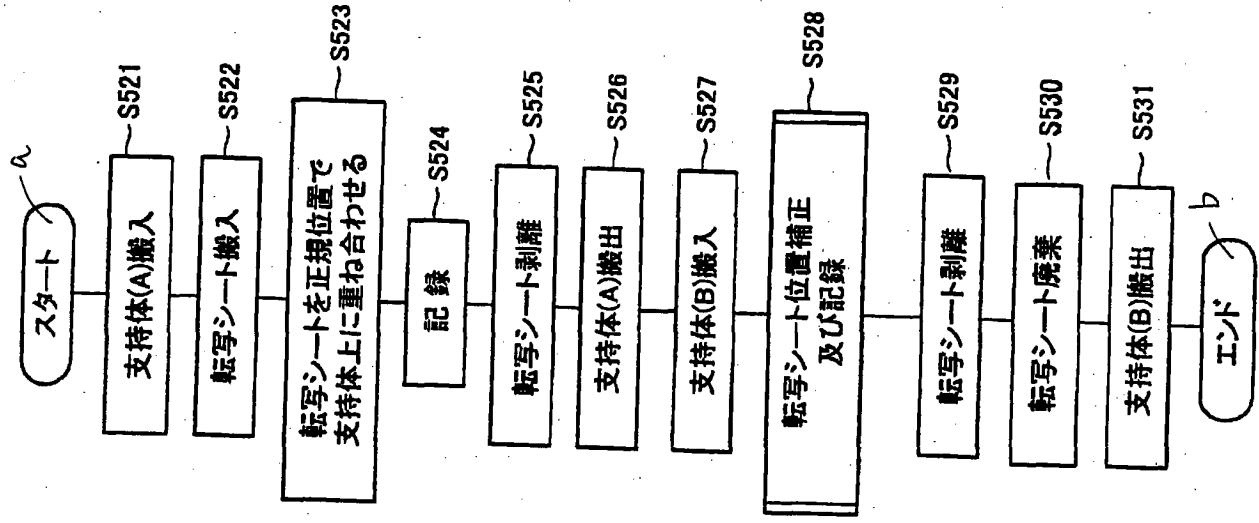 スタート
a
支持体(A)搬入
S521
転写シート搬入
S522
転写シートを正規位置で
支持体上に重ね合わせる
S523
記録
S524
転写シート剥離
S525
支持体(A)搬出
S526
支持体(B)搬入
S527
転写シート位置補正
及び記録
S528
転写シート剥離
S529
転写シート廃棄
S530
支持体(B)搬出
S531
エンド
b